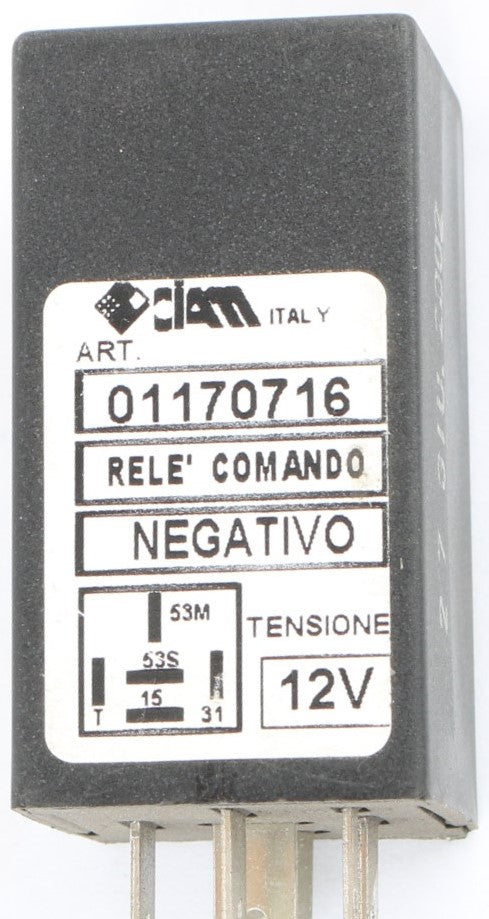 CIAM ITALY
ART.
01170716
RELE' COMANDO
NEGATIVO
53M
53S
TENSIONE
15
T 31
12V